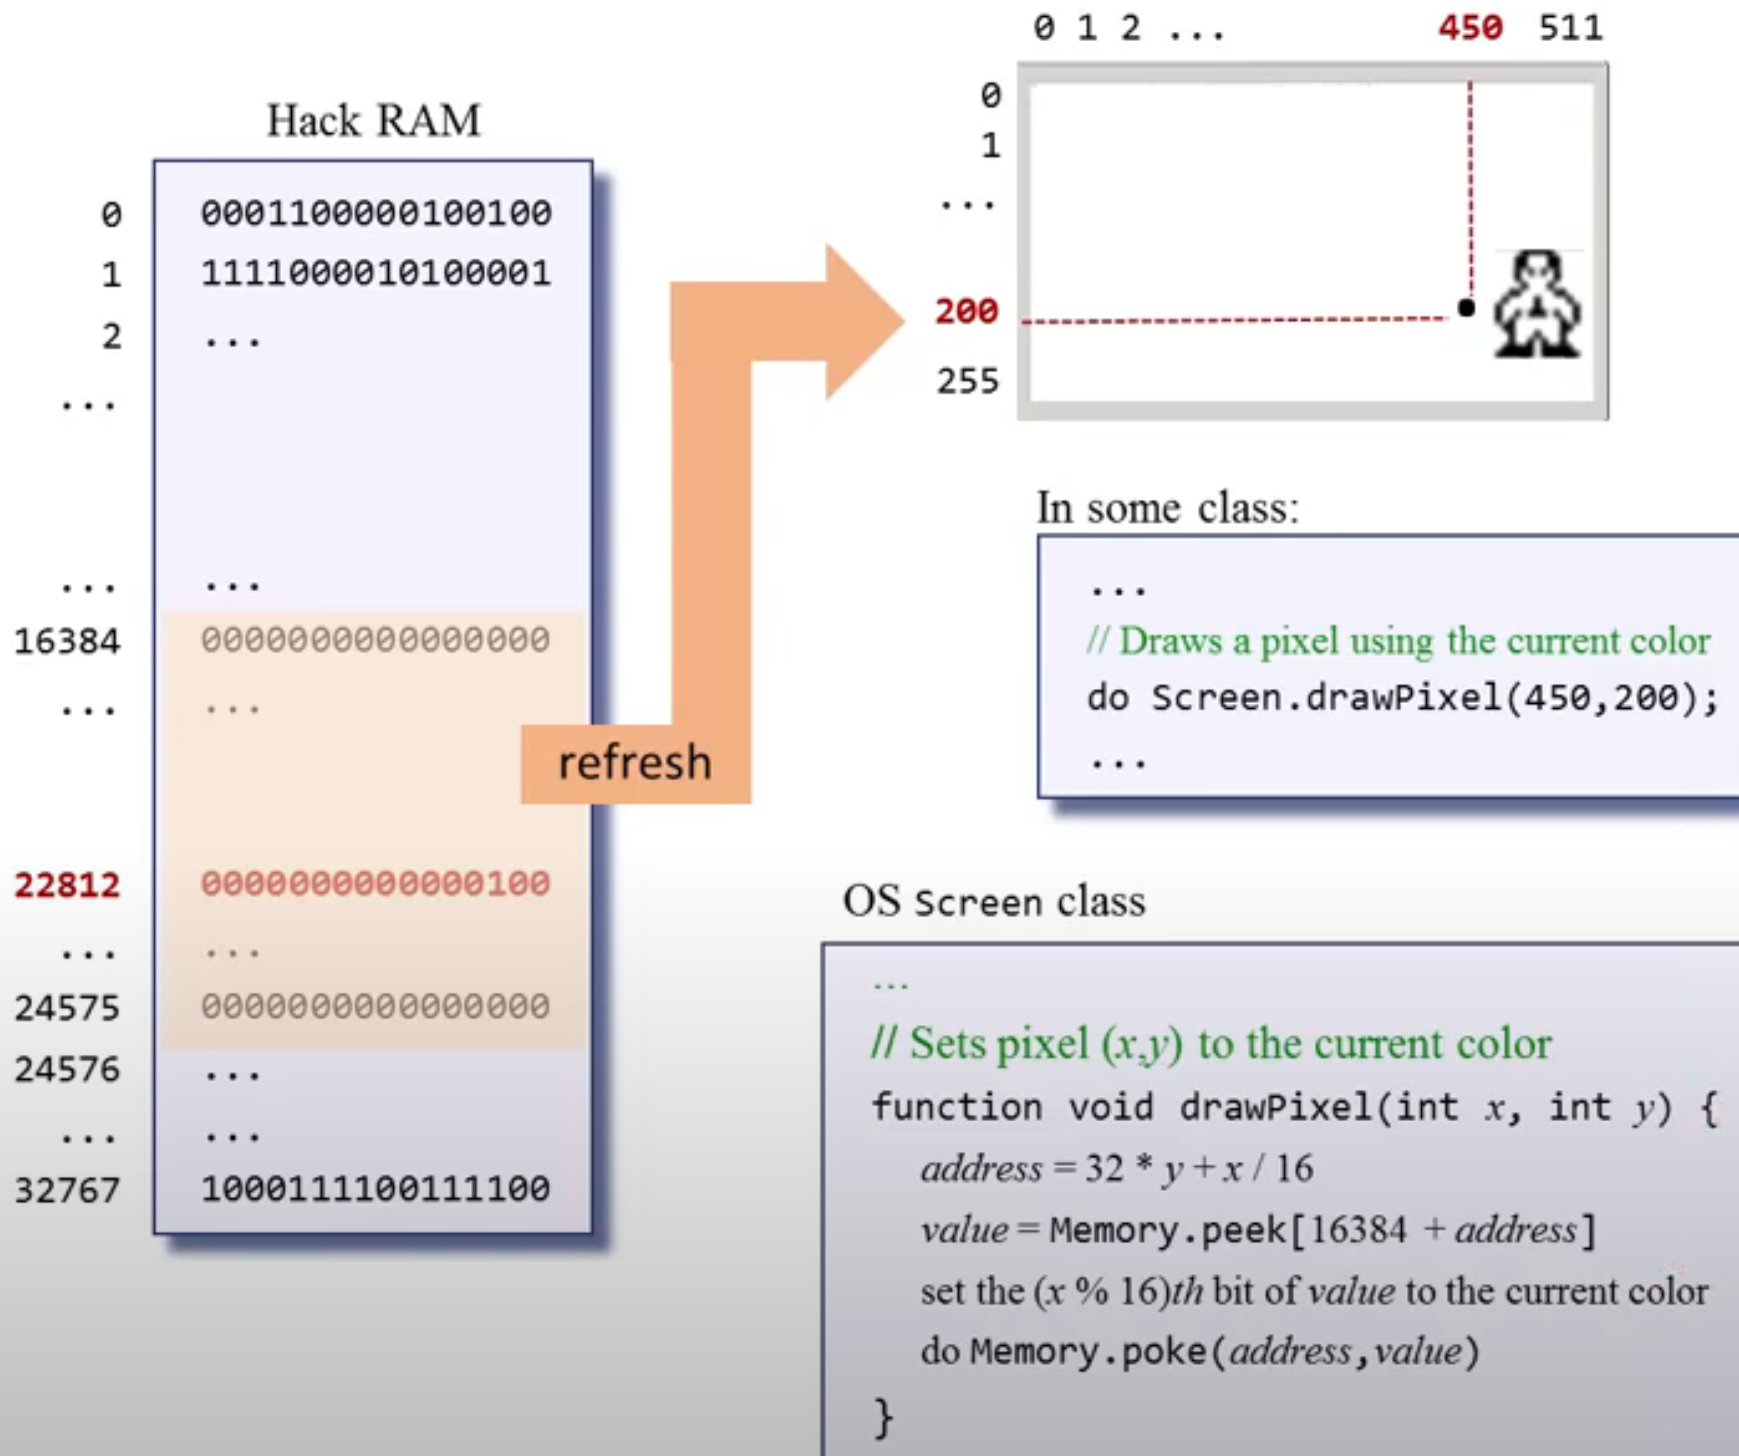 Hack RAM
0 0001100000100100
1 1111000010100001
2 ...
...
... ...
16384 0000000000000000
... ...
refresh
22812 0000000000000100
... ...
24575 0000000000000000
24576 ...
... ...
32767 1000111100111100
0 1 2 ... 450 511
0
1
...
200
255
In some class:
...
// Draws a pixel using the current color
do Screen.drawPixel(450,200);
...
OS Screen class
...
// Sets pixel (x,y) to the current color
function void drawPixel(int x, int y) {
address = 32 * y + x / 16
value = Memory.peek[16384 + address]
set the (x % 16)th bit of value to the current color
do Memory.poke(address,value)
}